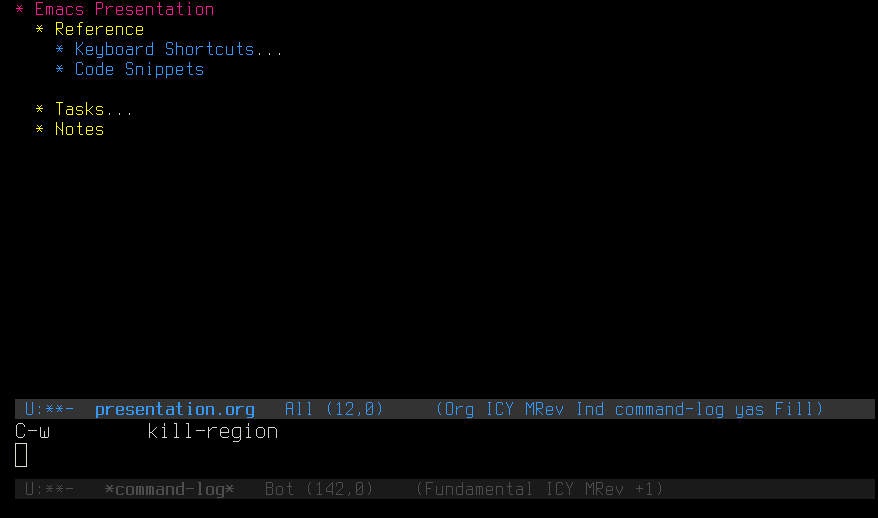 * Emacs Presentation
* Reference
* Keyboard Shortcuts...
* Code Snippets
* Tasks...
* Notes
U:**-  presentation.org   All (12,0)     (Org ICY MRev Ind command-log yas Fill)
C-w        kill-region
U:**-   *command-log*   Bot (142,0)    (Fundamental ICY MRev +1)